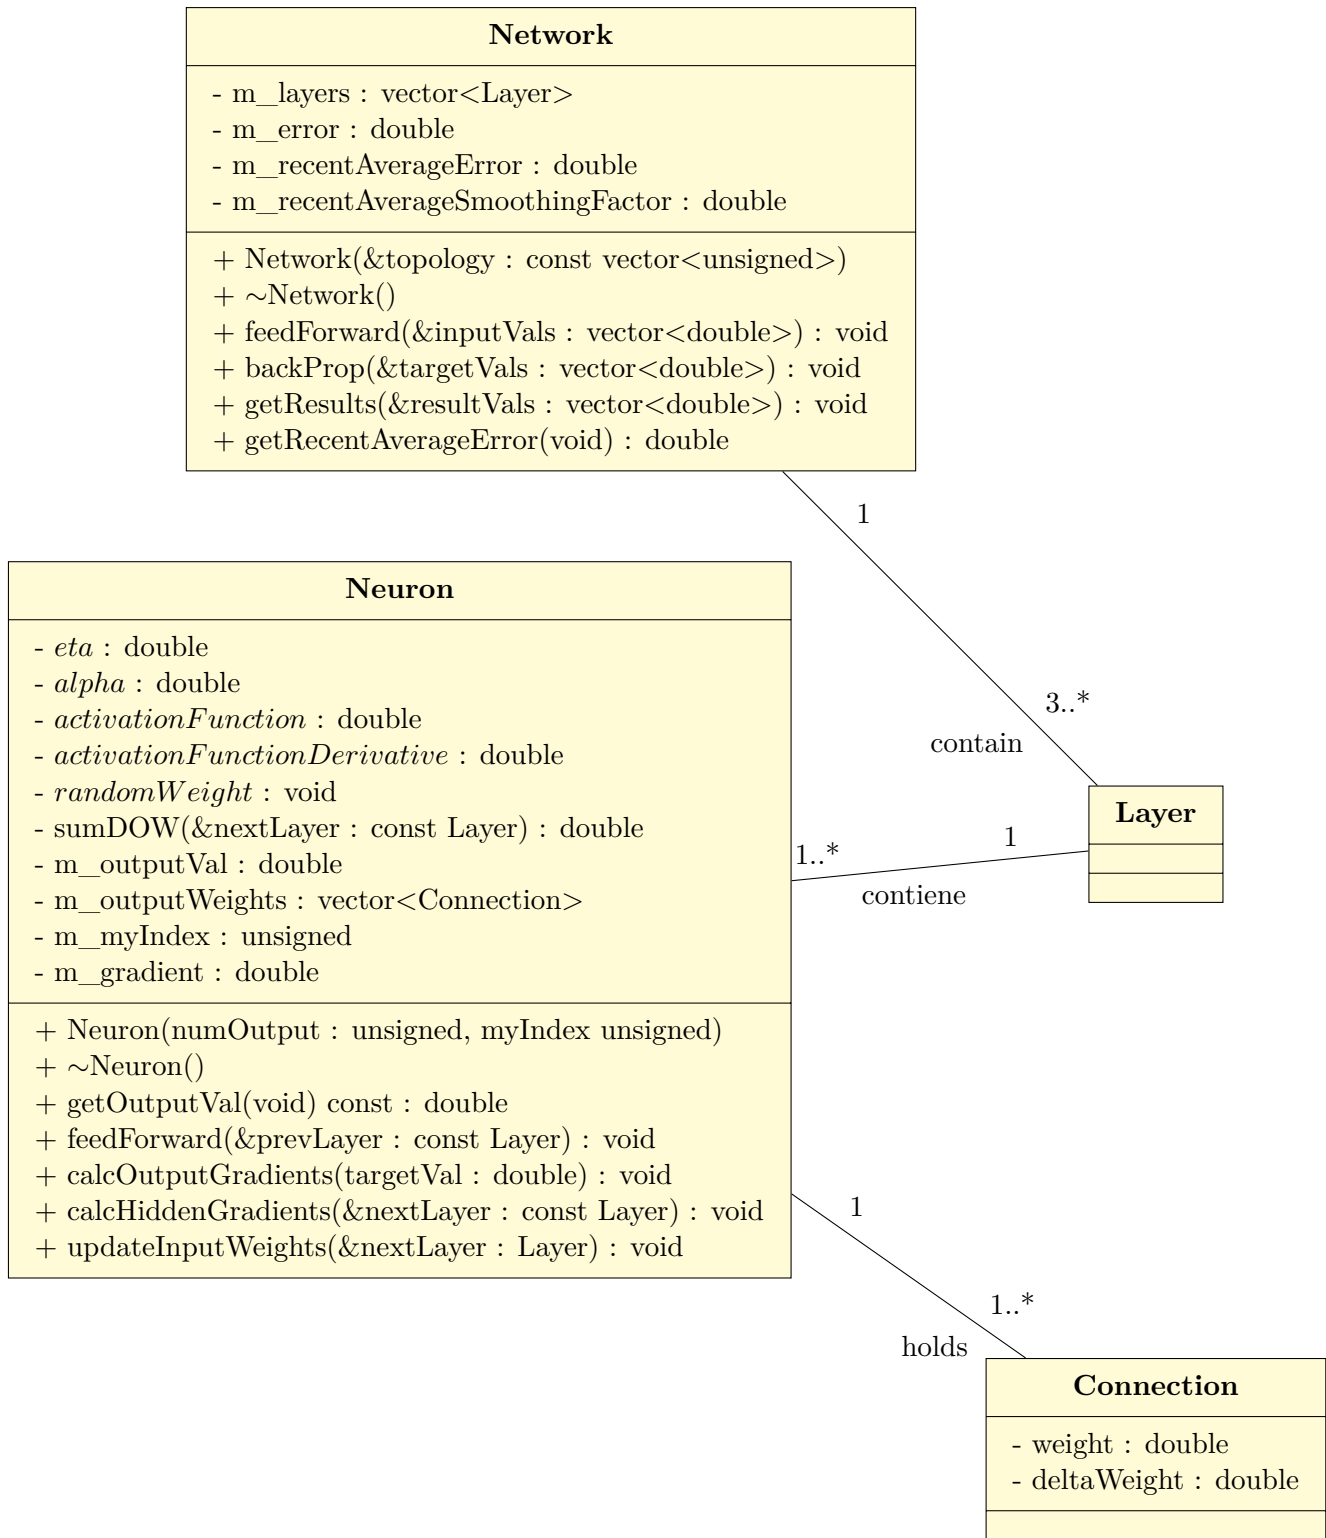 Network
- m_layers : vector<Layer>
- m_error : double
- m_recentAverageError : double
- m_recentAverageSmoothingFactor : double
+ Network(&topology : const vector<unsigned>)
+ ~Network()
+ feedForward(&inputVals : vector<double>) : void
+ backProp(&targetVals : vector<double>) : void
+ getResults(&resultVals : vector<double>) : void
+ getRecentAverageError(void) : double
1
3..*
contain
Layer
1
1..*
contiene
Neuron
- eta : double
- alpha : double
- activationFunction : double
- activationFunctionDerivative : double
- randomWeight : void
- sumDOW(&nextLayer : const Layer) : double
- m_outputVal : double
- m_outputWeights : vector<Connection>
- m_myIndex : unsigned
- m_gradient : double
+ Neuron(numOutput : unsigned, myIndex unsigned)
+ ~Neuron()
+ getOutputVal(void) const : double
+ feedForward(&prevLayer : const Layer) : void
+ calcOutputGradients(targetVal : double) : void
+ calcHiddenGradients(&nextLayer : const Layer) : void
+ updateInputWeights(&nextLayer : Layer) : void
1
1..*
holds
Connection
- weight : double
- deltaWeight : double